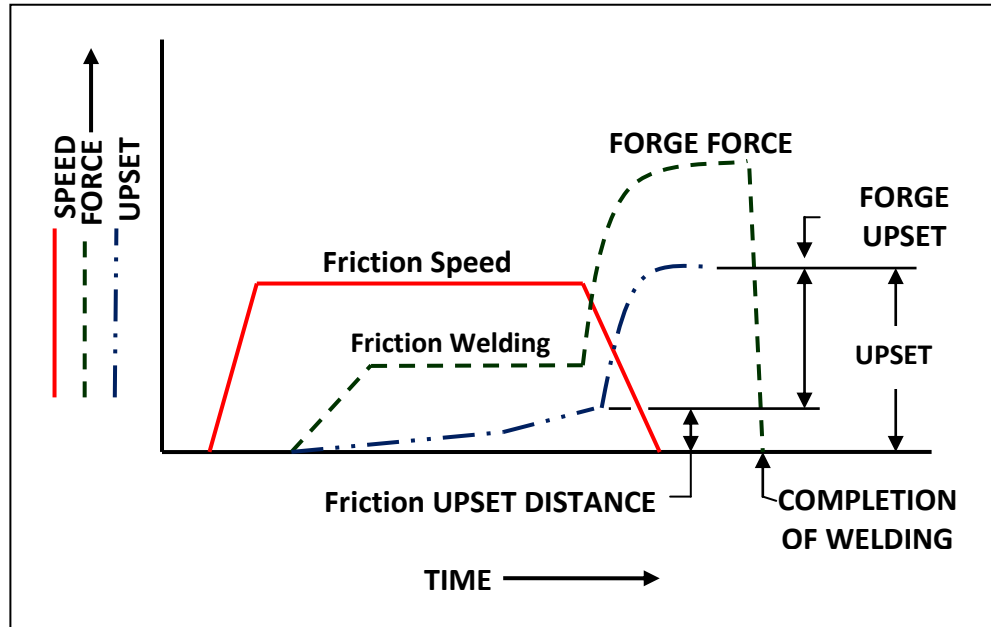 SPEED
FORCE
UPSET
FORGE FORCE
FORGE
UPSET
Friction Speed
Friction Welding
UPSET
Friction UPSET DISTANCE
COMPLETION
OF WELDING
TIME